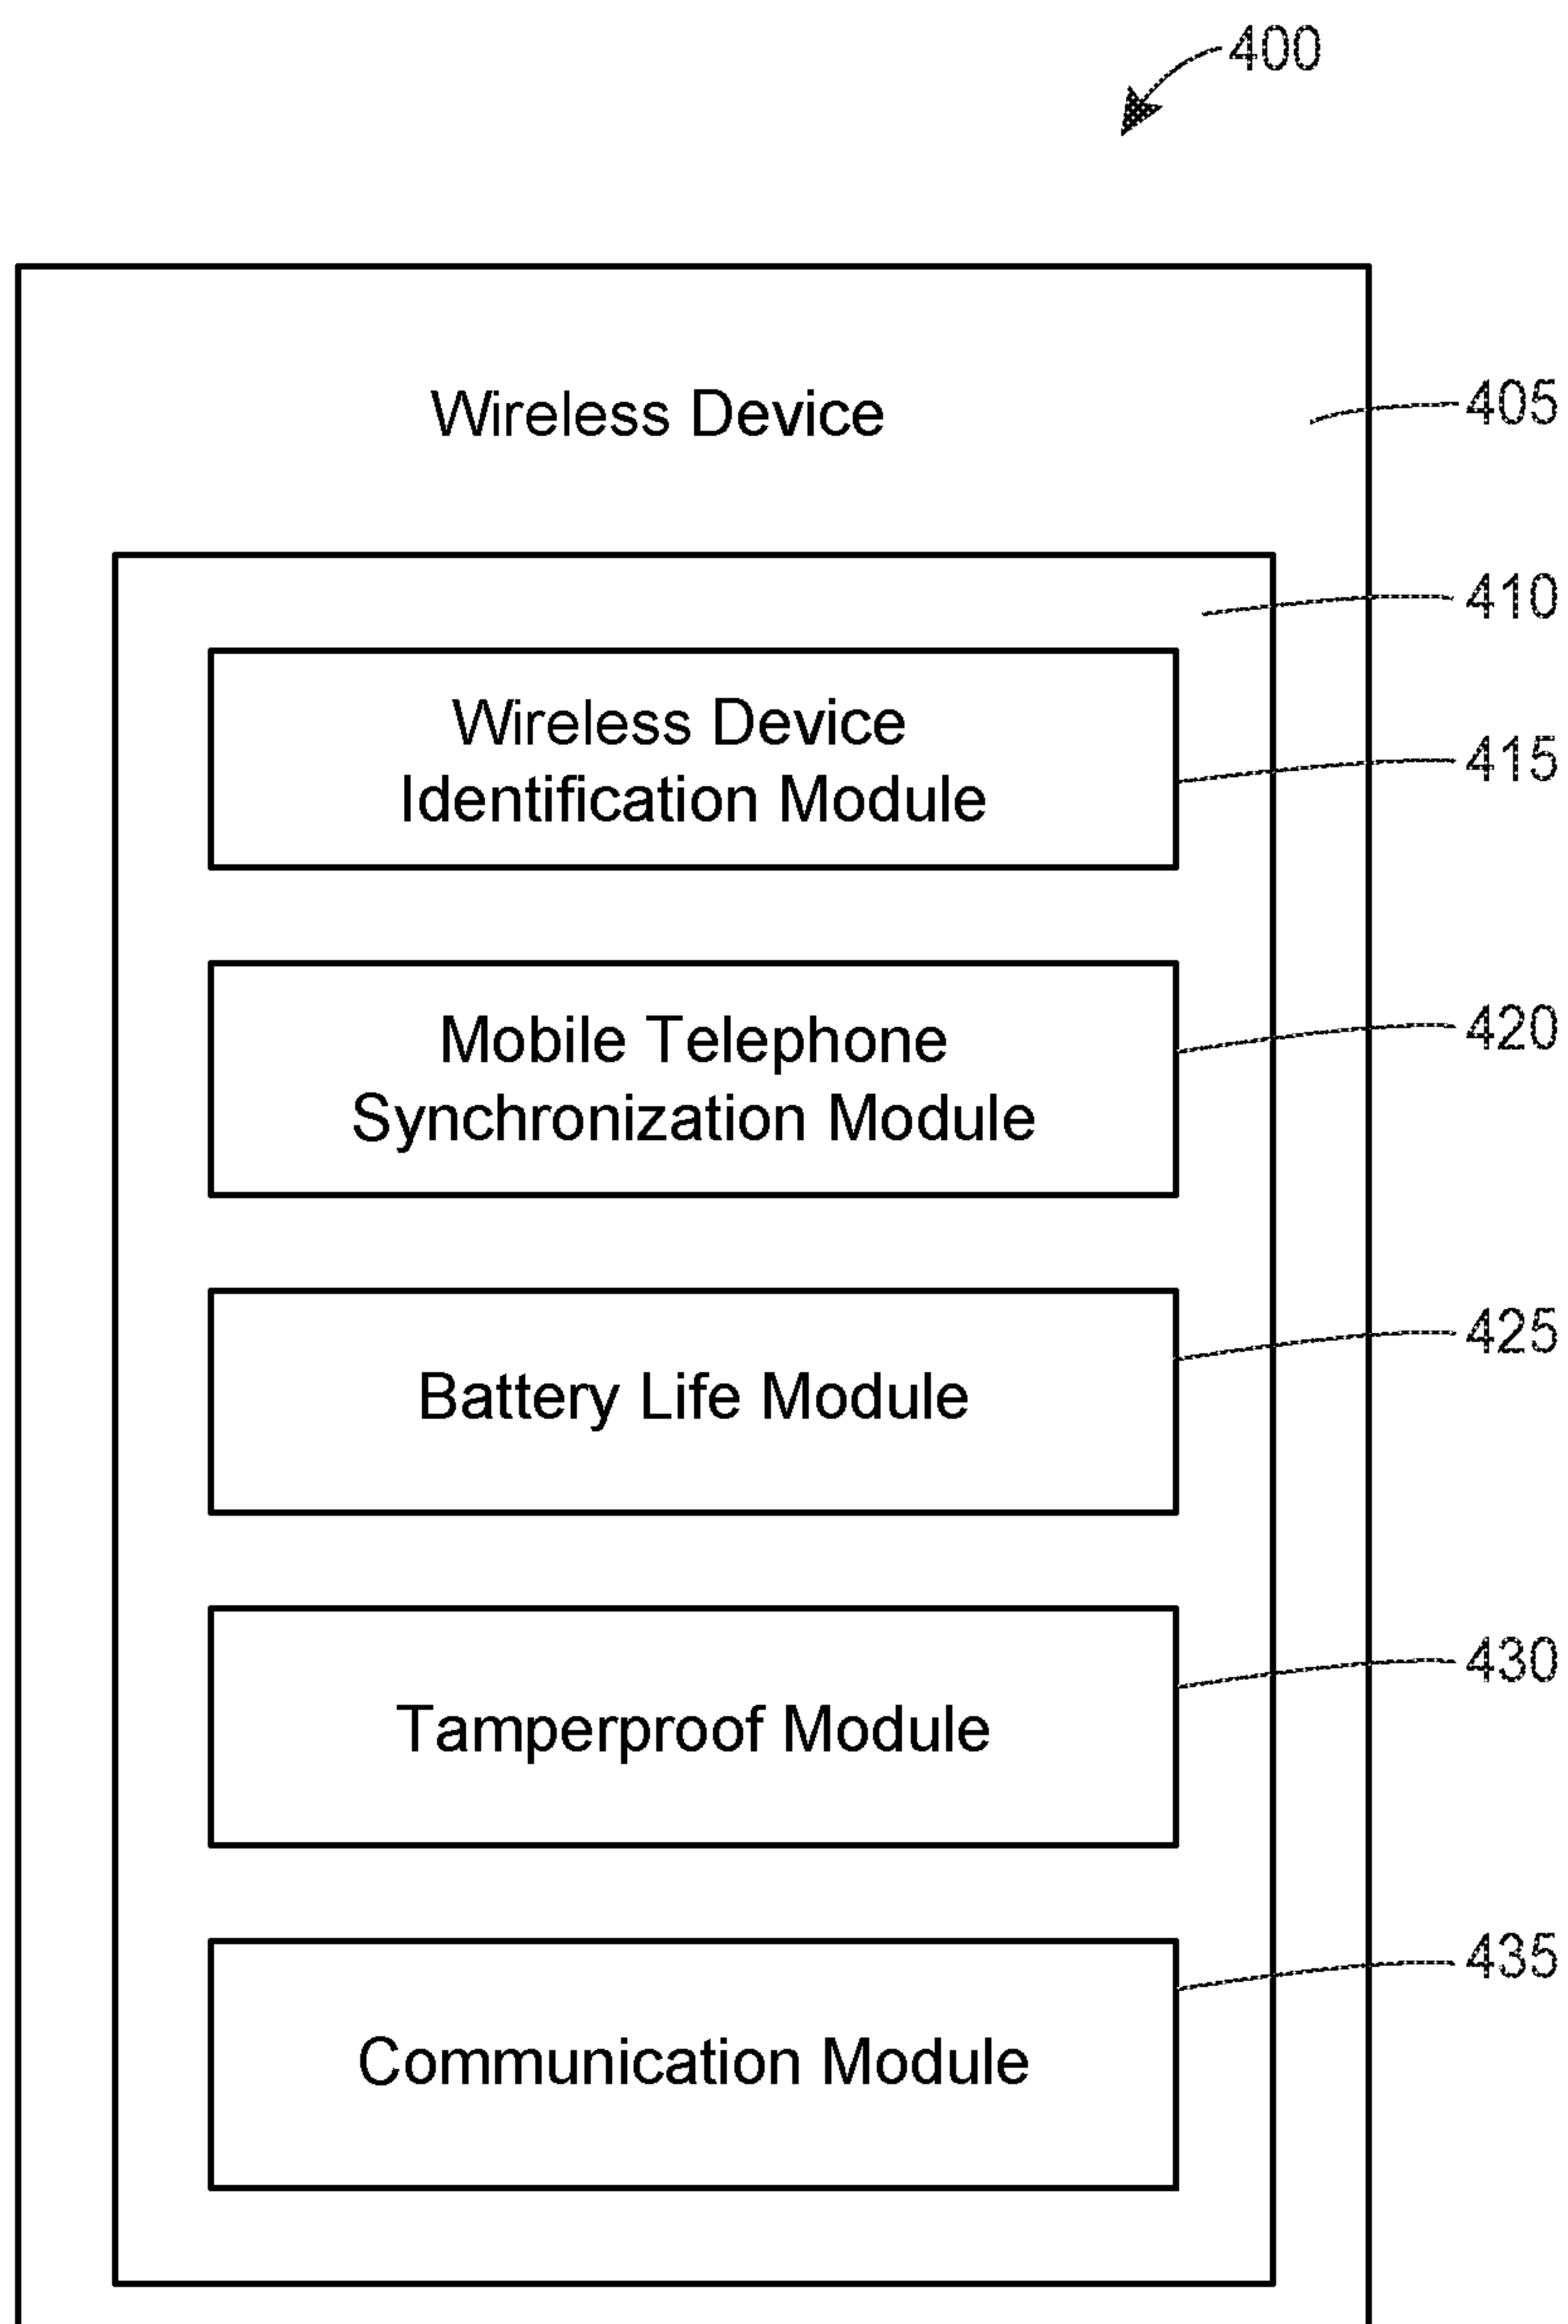 400
Wireless Device
405
410
Wireless Device
Identification Module
415
Mobile Telephone
Synchronization Module
420
Battery Life Module
425
Tamperproof Module
430
Communication Module
435